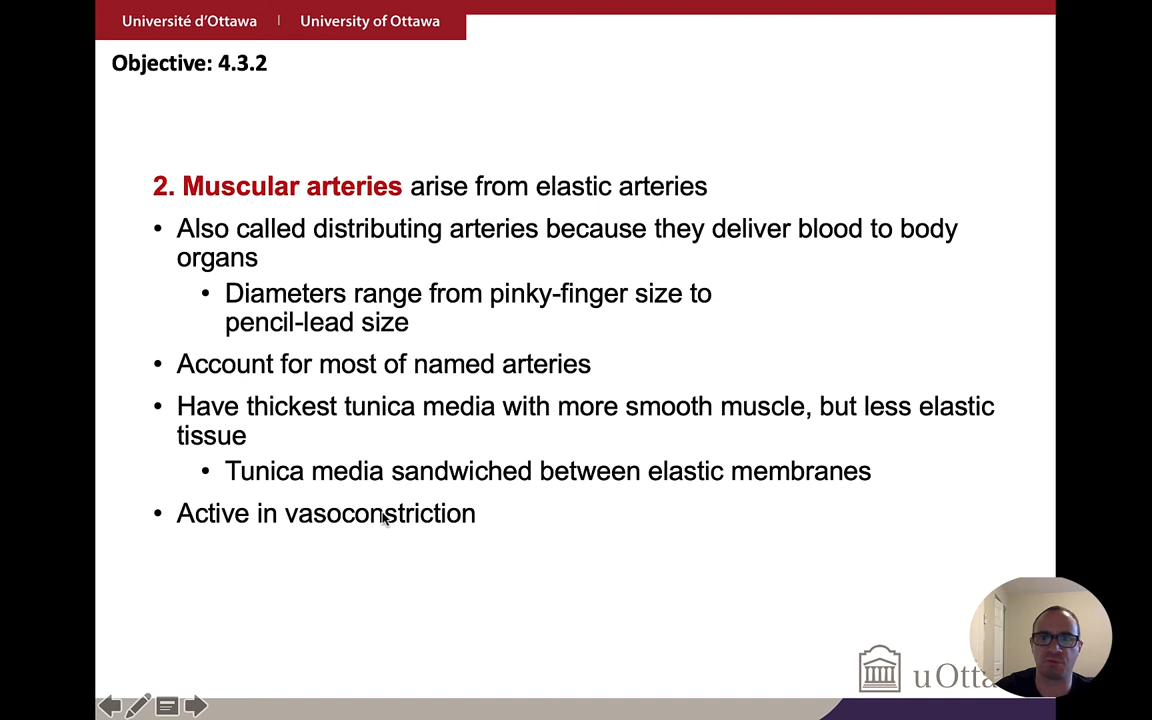 Université d'Ottawa | University of Ottawa
Objective: 4.3.2
2. Muscular arteries arise from elastic arteries
• Also called distributing arteries because they deliver blood to body
organs
• Diameters range from pinky-finger size to
pencil-lead size
• Account for most of named arteries
• Have thickest tunica media with more smooth muscle, but less elastic
tissue
• Tunica media sandwiched between elastic membranes
• Active in vasoconstriction
uOtta